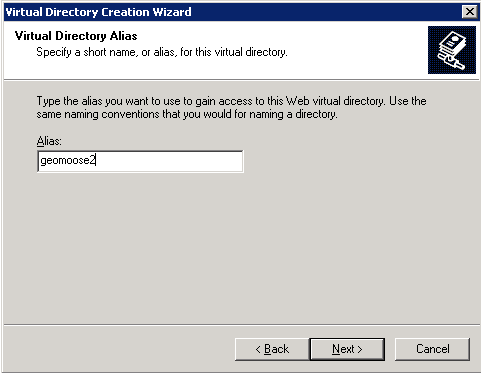 Virtual Directory Creation Wizard
Virtual Directory Alias
Specify a short name, or alias, for this virtual directory.
Type the alias you want to use to gain access to this Web virtual directory. Use the
same naming conventions that you would for naming a directory.
Alias:
geomoose2
< Back
Next >
Cancel